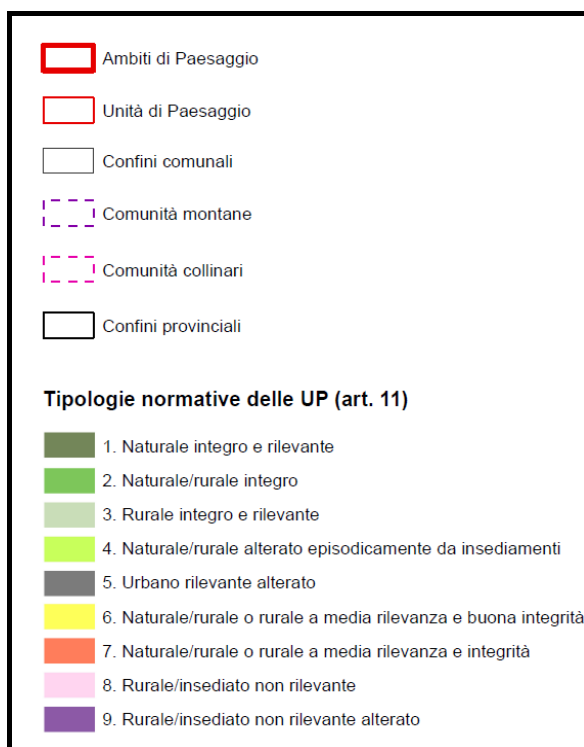 Ambiti di Paesaggio
Unità di Paesaggio
Confini comunali
Comunità montane
Comunità collinari
Confini provinciali
Tipologie normative delle UP (art. 11)
1. Naturale integro e rilevante
2. Naturale/rurale integro
3. Rurale integro e rilevante
4. Naturale/rurale alterato episodicamente da insediamenti
5. Urbano rilevante alterato
6. Naturale/rurale o rurale a media rilevanza e buona integrità
7. Naturale/rurale o rurale a media rilevanza e integrità
8. Rurale/insediato non rilevante
9. Rurale/insediato non rilevante alterato